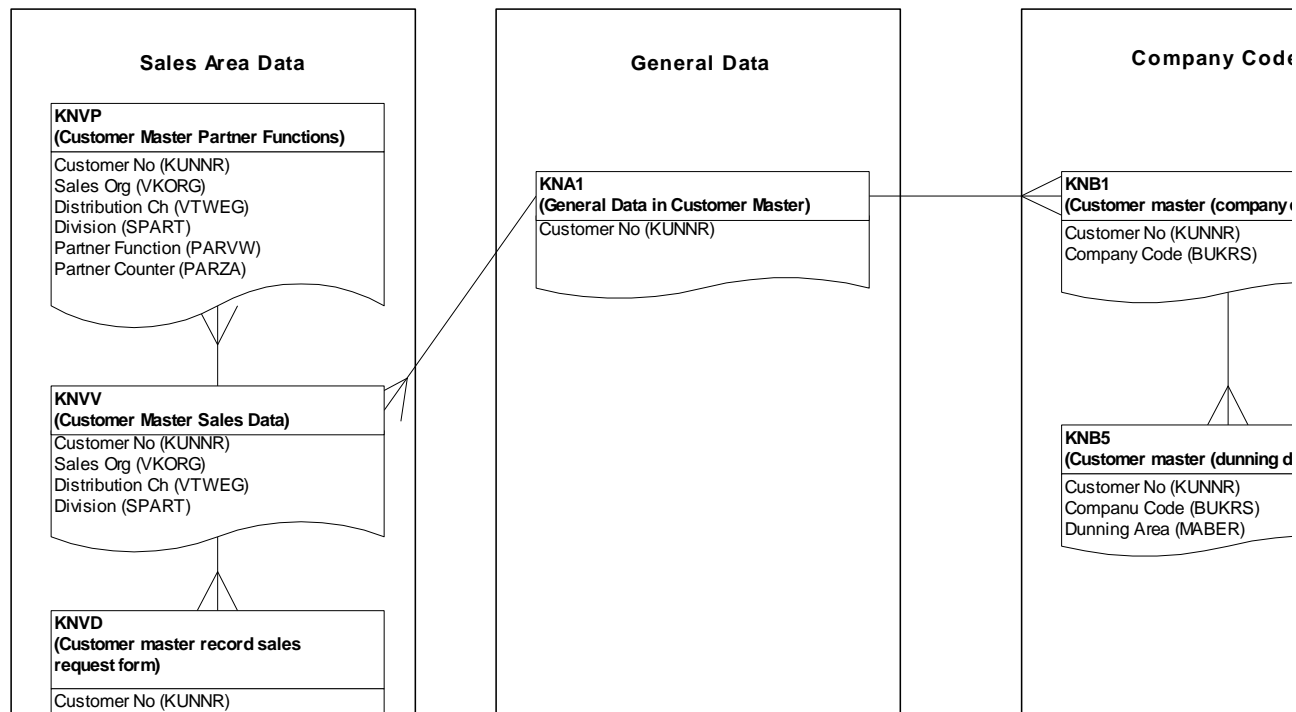 Sales Area Data
KNVP
(Customer Master Partner Functions)
Customer No (KUNNR)
Sales Org (VKORG)
Distribution Ch (VTWEG)
Division (SPART)
Partner Function (PARVW)
Partner Counter (PARZA)
KNVV
(Customer Master Sales Data)
Customer No (KUNNR)
Sales Org (VKORG)
Distribution Ch (VTWEG)
Division (SPART)
KNVD
(Customer master record sales
request form)
Customer No (KUNNR)
General Data
KNA1
(General Data in Customer Master)
Customer No (KUNNR)
Company Code
KNB1
(Customer master (company
Customer No (KUNNR)
Company Code (BUKRS)
KNB5
(Customer master (dunning
Customer No (KUNNR)
Companu Code (BUKRS)
Dunning Area (MABER)